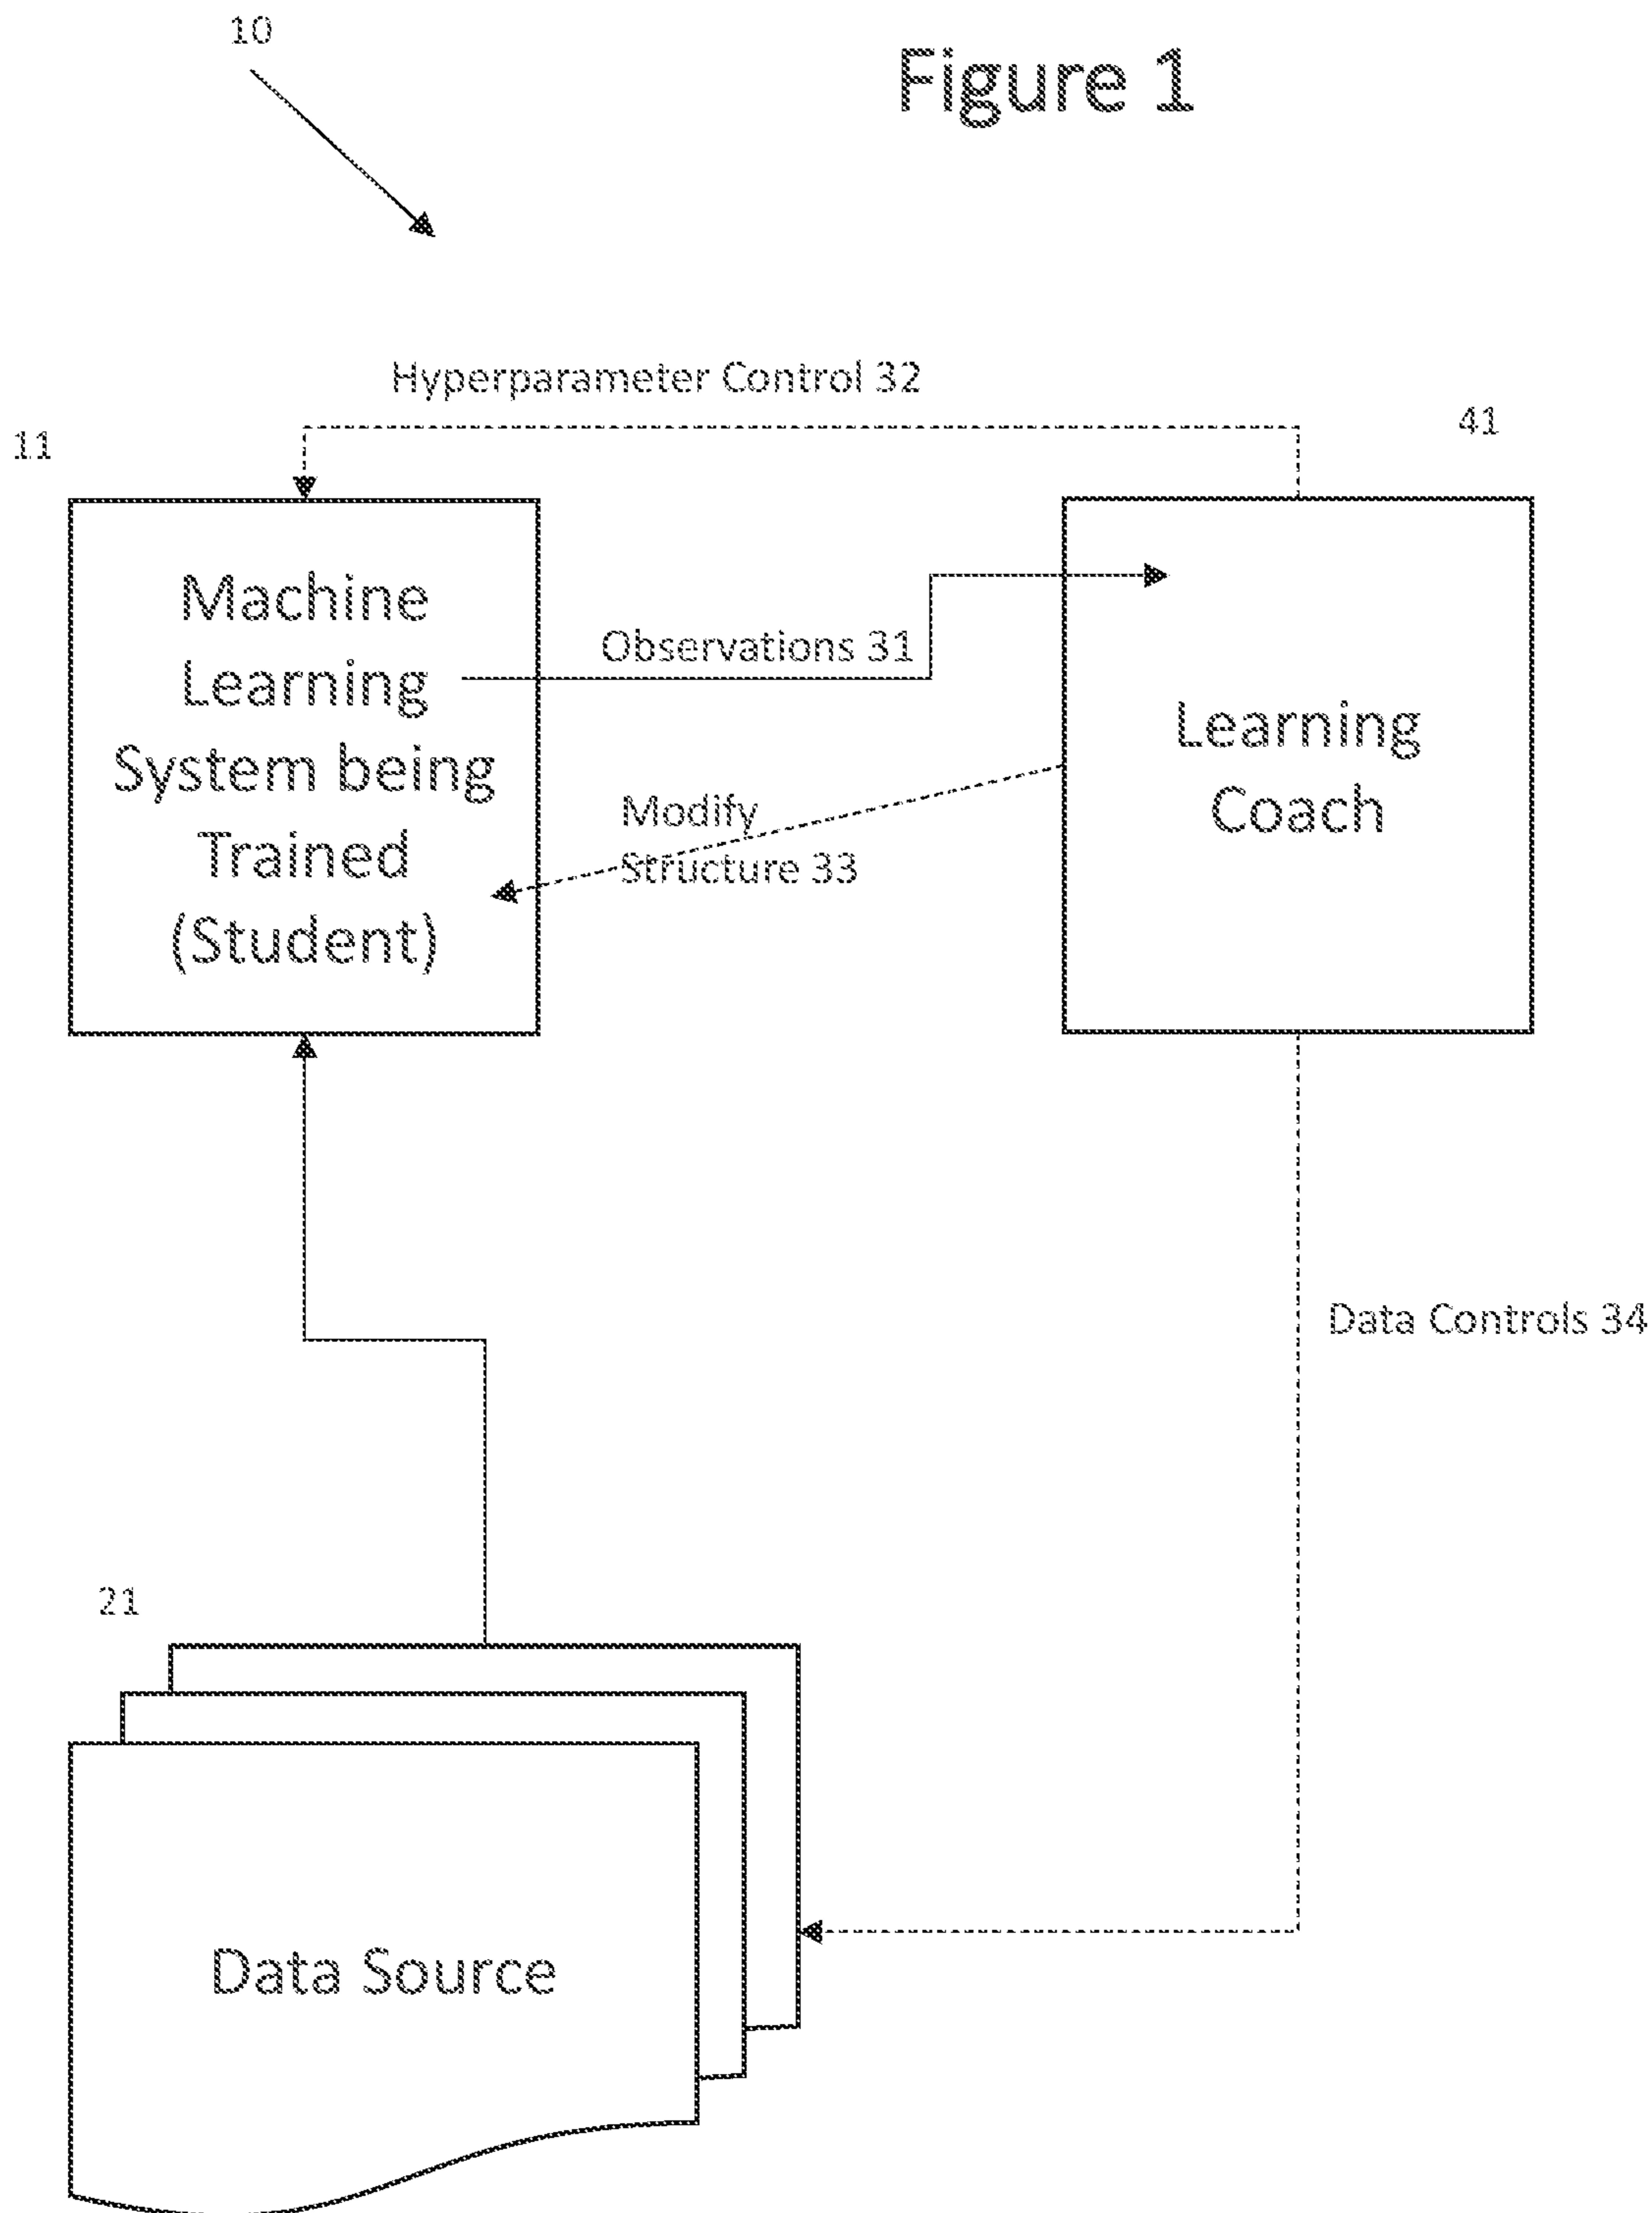 10
Figure 1
Hyperparameter Control 32
41
11
Machine
Learning
System being
Trained
(Student)
Observations 31
Modify
Structure 33
Learning
Coach
Data Controls 34
21
Data Source